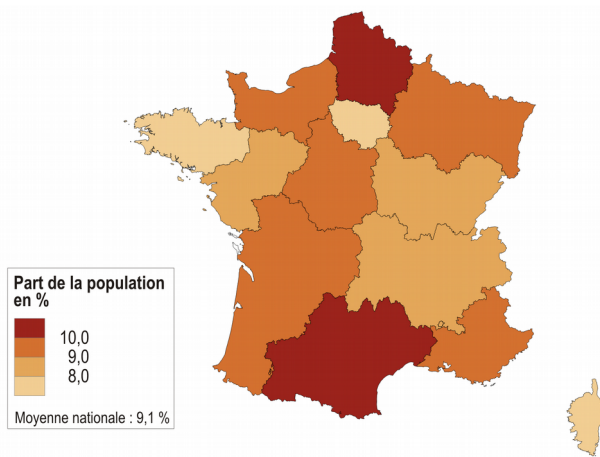 Part de la population
en %
10,0
9,0
8,0
Moyenne nationale : 9,1 %